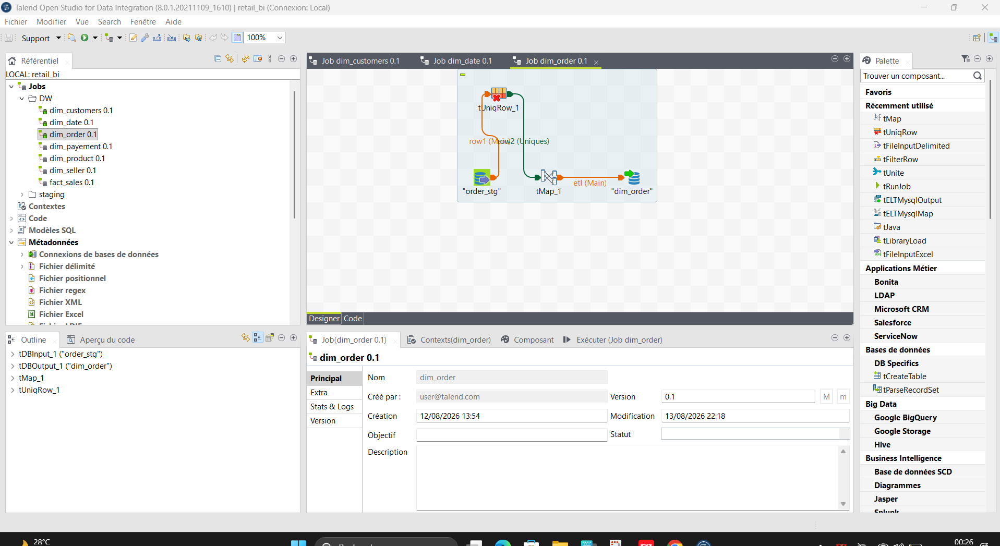 Talend Open Studio for Data Integration (8.0.1.20211109_1610) | retail_bi (Connexion: Local)
Fichier Modifier Vue Search Fenêtre Aide
Support 100%
Référentiel
LOCAL: retail_bi
Jobs
DW
dim_customers 0.1
dim_date 0.1
dim_order 0.1
dim_payement 0.1
dim_product 0.1
dim_seller 0.1
fact_sales 0.1
staging
Contextes
Code
Modèles SQL
Métadonnées
Connexions de bases de données
Fichier délimité
Fichier positionnel
Fichier regex
Fichier XML
Fichier Excel
Job dim_customers 0.1 Job dim_date 0.1 Job dim_order 0.1
tUniqRow_1
row1 (Main)
row2 (Uniques)
etl (Main)
"order_stg" tMap_1 "dim_order"
Designer Code
Palette
Trouver un composant...
Favoris
Récemment utilisé
tMap
tUniqRow
tFileInputDelimited
tFilterRow
tUnite
tRunJob
tELTMysqlOutput
tELTMysqlMap
tJava
tLibraryLoad
tFileInputExcel
Applications Métier
Bonita
LDAP
Microsoft CRM
Salesforce
ServiceNow
Bases de données
DB Specifics
tCreateTable
tParseRecordSet
Big Data
Google BigQuery
Google Storage
Hive
Business Intelligence
Base de données SCD
Diagrammes
Jasper
Splunk
Outline Aperçu du code
tDBInput_1 ("order_stg")
tDBOutput_1 ("dim_order")
tMap_1
tUniqRow_1
Job(dim_order 0.1) Contexts(dim_order) Composant Exécuter (Job dim_order)
dim_order 0.1
Principal
Extra
Stats & Logs
Version
Nom dim_order
Créé par : user@talend.com Version 0.1 M m
Création 12/08/2026 13:54 Modification 13/08/2026 22:18
Objectif Statut
Description
28°C
00:26